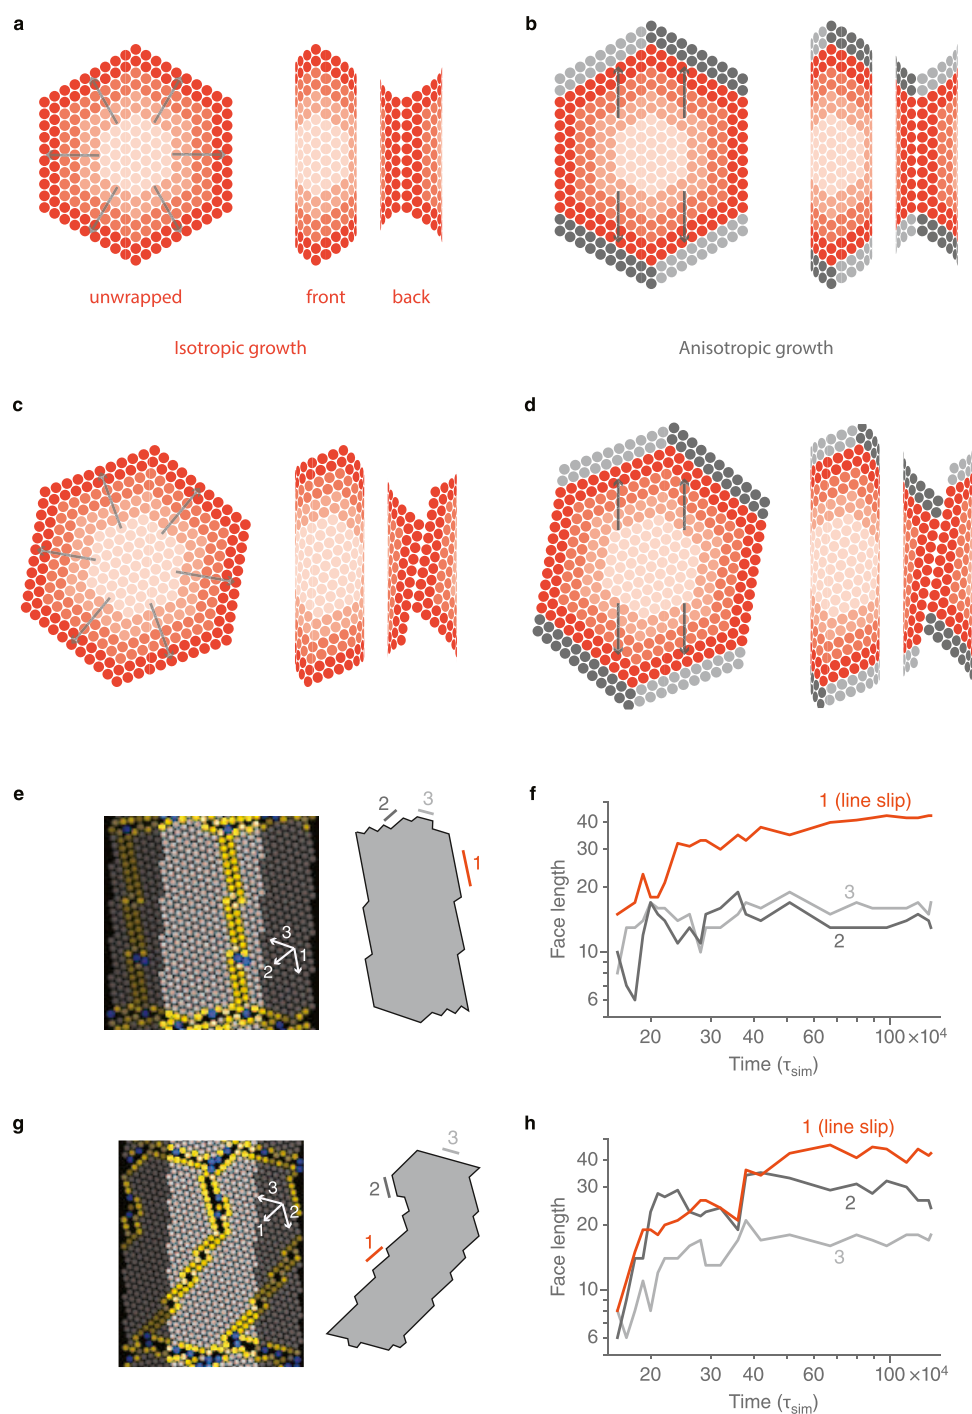 a
b
unwrapped
front
back
Isotropic growth
Anisotropic growth
c
d
e
2
3
1
3
1
2
f
1 (line slip)
3
2
Face length
40
30
20
10
6
20
30
40
60
100 ×10⁴
Time (τsim)
g
3
2
1
3
2
1
h
1 (line slip)
2
3
Face length
40
30
20
10
6
20
30
40
60
100 ×10⁴
Time (τsim)